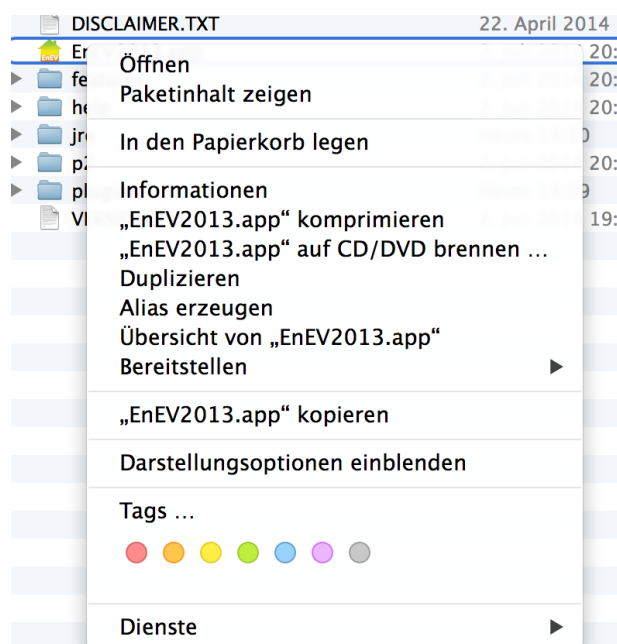 DISCLAIMER.TXT 22. April 2014
Öffnen
Paketinhalt zeigen
In den Papierkorb legen
Informationen
„EnEV2013.app“ komprimieren
„EnEV2013.app“ auf CD/DVD brennen ...
Duplizieren
Alias erzeugen
Übersicht von „EnEV2013.app“
Bereitstellen
„EnEV2013.app“ kopieren
Darstellungsoptionen einblenden
Tags ...
Dienste